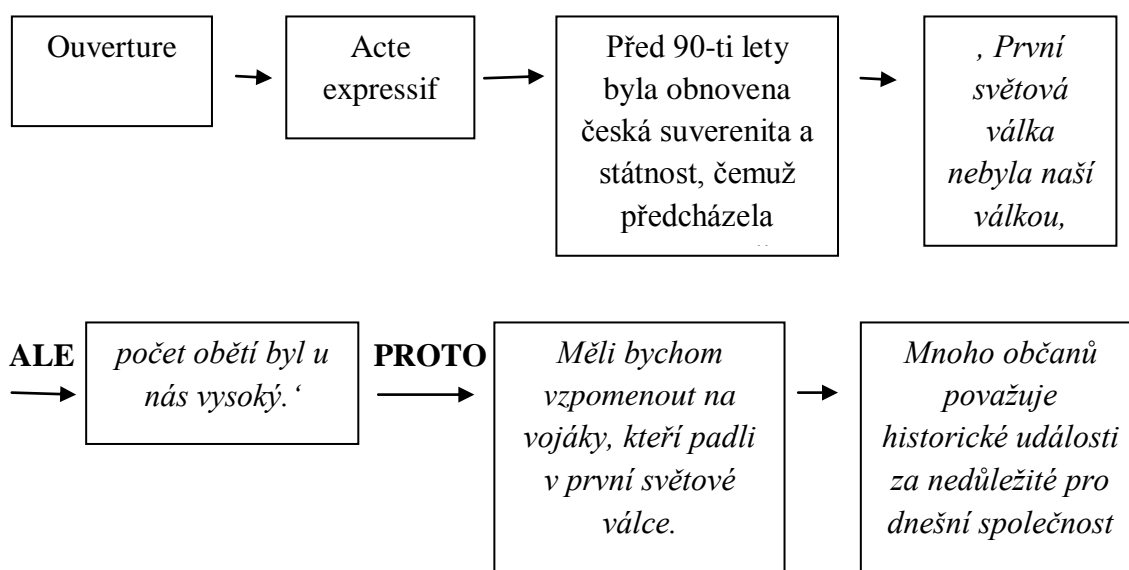 Ouverture
Acte
expressif
Před 90-ti lety
byla obnovena
česká suverenita a
státnost, čemuž
předcházela
‚ První
světová
válka
nebyla naší
válkou,
ALE
počet obětí byl u
nás vysoký.‘
PROTO
Měli bychom
vzpomenout na
vojáky, kteří padli
v první světové
válce.
Mnoho občanů
považuje
historické události
za nedůležité pro
dnešní společnost